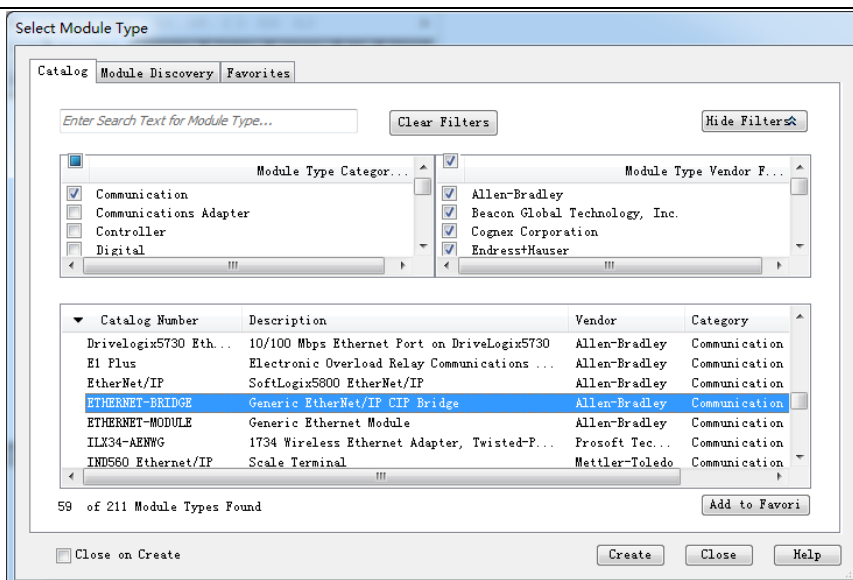 Select Module Type
Catalog Module Discovery Favorites
Enter Search Text for Module Type...
Clear Filters
Hide Filters
Module Type Categor...
Module Type Vendor F...
Communication
Communications Adapter
Controller
Digital
Allen-Bradley
Beacon Global Technology, Inc.
Cognex Corporation
Endress+Hauser
Catalog Number Description Vendor Category
Drivelogix5730 Eth... 10/100 Mbps Ethernet Port on DriveLogix5730 Allen-Bradley Communication
E1 Plus Electronic Overload Relay Communications ... Allen-Bradley Communication
EtherNet/IP SoftLogix5800 EtherNet/IP Allen-Bradley Communication
ETHERNET-BRIDGE Generic EtherNet/IP CIP Bridge Allen-Bradley Communication
ETHERNET-MODULE Generic Ethernet Module Allen-Bradley Communication
ILX34-AENWG 1734 Wireless Ethernet Adapter, Twisted-P... Prosoft Tec... Communication
IND560 Ethernet/IP Scale Terminal Mettler-Toledo Communication
59 of 211 Module Types Found
Add to Favori
Close on Create
Create Close Help